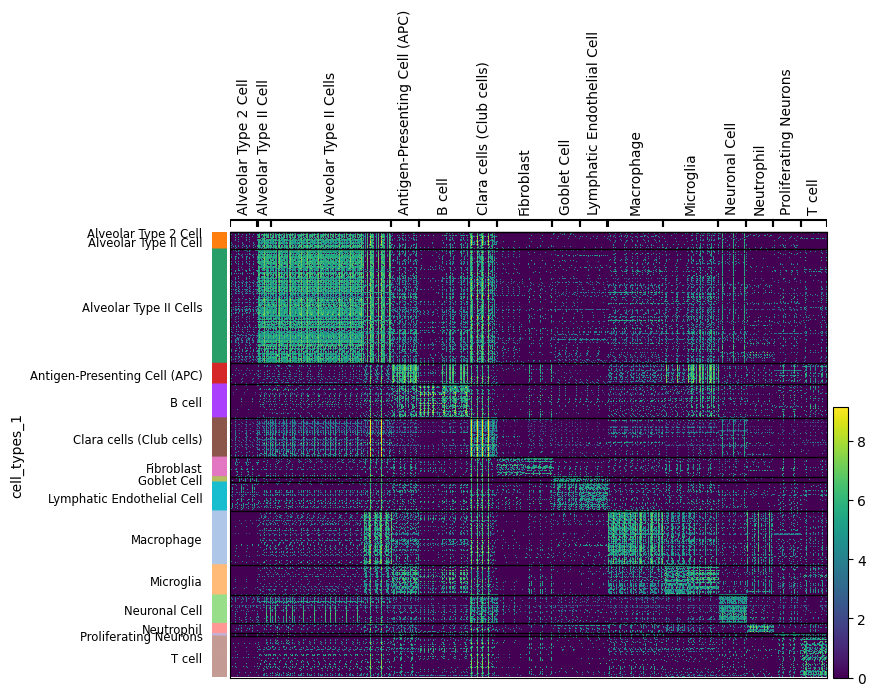 Alveolar Type 2 Cell
Alveolar Type II Cell
Alveolar Type II Cells
Antigen-Presenting Cell (APC)
B cell
Clara cells (Club cells)
Fibroblast
Goblet Cell
Lymphatic Endothelial Cell
Macrophage
Microglia
Neuronal Cell
Neutrophil
Proliferating Neurons
T cell
Alveolar Type 2 Cell
Alveolar Type II Cell
Alveolar Type II Cells
Antigen-Presenting Cell (APC)
B cell
Clara cells (Club cells)
Fibroblast
Goblet Cell
Lymphatic Endothelial Cell
Macrophage
Microglia
Neuronal Cell
Neutrophil
Proliferating Neurons
T cell
cell_types_1
8
6
4
2
0